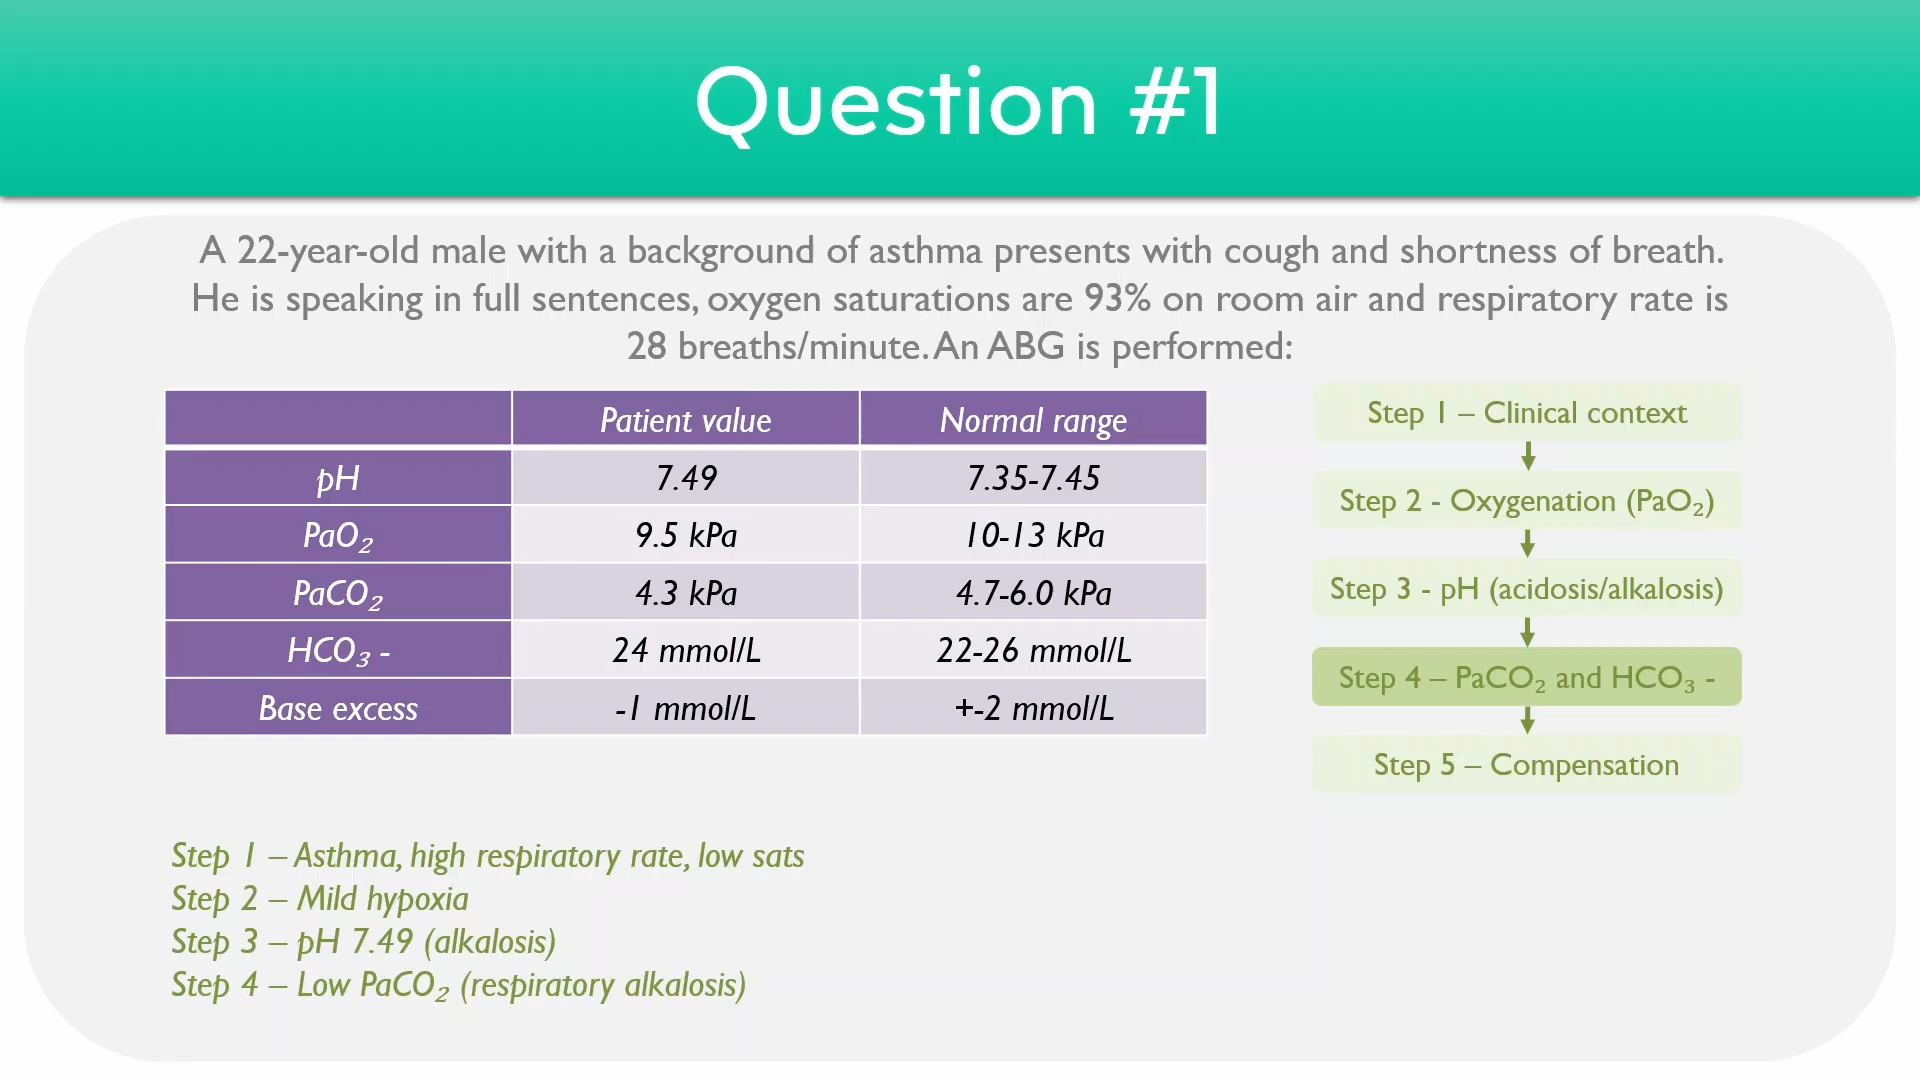 Question #1
A 22-year-old male with a background of asthma presents with cough and shortness of breath.
He is speaking in full sentences, oxygen saturations are 93% on room air and respiratory rate is
28 breaths/minute. An ABG is performed:
Patient value Normal range
pH 7.49 7.35-7.45
PaO₂ 9.5 kPa 10-13 kPa
PaCO₂ 4.3 kPa 4.7-6.0 kPa
HCO₃ - 24 mmol/L 22-26 mmol/L
Base excess -1 mmol/L +-2 mmol/L
Step 1 – Clinical context
Step 2 - Oxygenation (PaO₂)
Step 3 - pH (acidosis/alkalosis)
Step 4 – PaCO₂ and HCO₃ -
Step 5 – Compensation
Step 1 – Asthma, high respiratory rate, low sats
Step 2 – Mild hypoxia
Step 3 – pH 7.49 (alkalosis)
Step 4 – Low PaCO₂ (respiratory alkalosis)